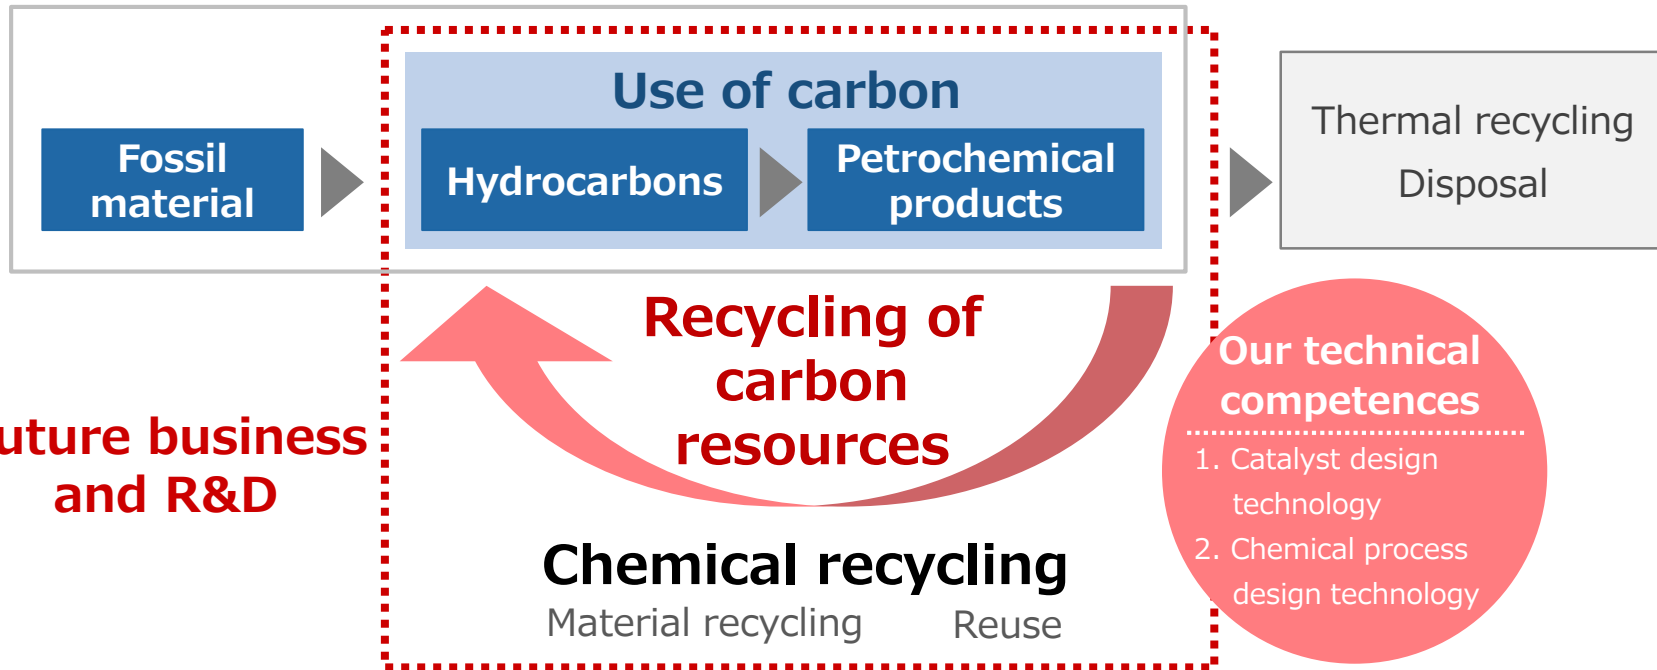 Use of carbon
Fossil
material
Hydrocarbons
Petrochemical
products
Thermal recycling
Disposal
Recycling of
carbon
resources
uture business
and R&D
Our technical
competences
1. Catalyst design
technology
2. Chemical process
design technology
Chemical recycling
Material recycling Reuse